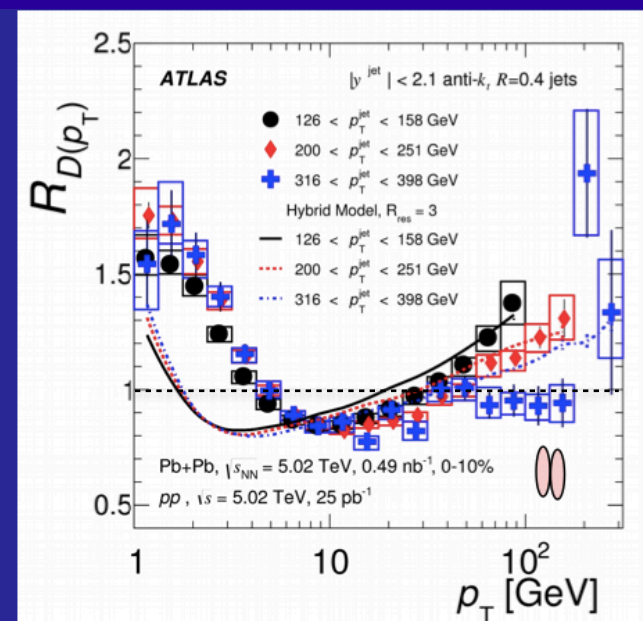 2.5
ATLAS |y^jet| < 2.1 anti-k_t R=0.4 jets
126 < p_T^jet < 158 GeV
200 < p_T^jet < 251 GeV
2
316 < p_T^jet < 398 GeV
R_D(p_T)
Hybrid Model, R_res = 3
126 < p_T^jet < 158 GeV
1.5
200 < p_T^jet < 251 GeV
316 < p_T^jet < 398 GeV
1
Pb+Pb, √s_NN = 5.02 TeV, 0.49 nb⁻¹, 0-10%
0.5
pp , √s = 5.02 TeV, 25 pb⁻¹
1 10 10²
p_T [GeV]